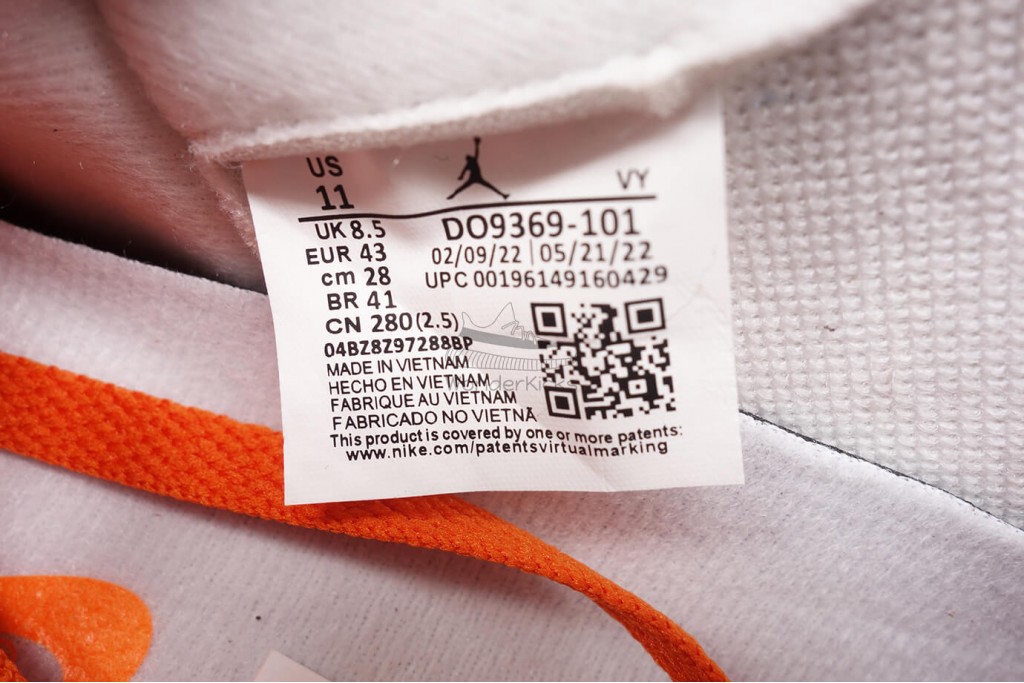 US
11
VY
UK 8.5
EUR 43
cm 28
BR 41
CN 280(2.5)
DO9369-101
02/09/22 | 05/21/22
UPC 00196149160429
04BZ8Z97288BP
MADE IN VIETNAM
HECHO EN VIETNAM
FABRIQUE AU VIETNAM
FABRICADO NO VIETNÃ
This product is covered by one or more patents:
www.nike.com/patentsvirtualmarking